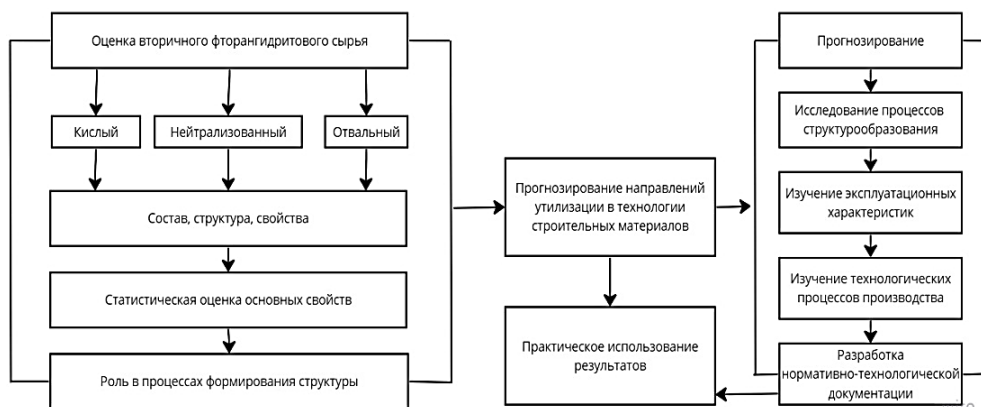 Оценка вторичного фторангидритового сырья
Кислый
Нейтрализованный
Отвальный
Состав, структура, свойства
Статистическая оценка основных свойств
Роль в процессах формирования структуры
Прогнозирование направлений
утилизации в технологии
строительных материалов
Практическое использование
результатов
Прогнозирование
Исследование процессов
структурообразования
Изучение эксплуатационных
характеристик
Изучение технологических
процессов производства
Разработка
нормативно-технологической
документации